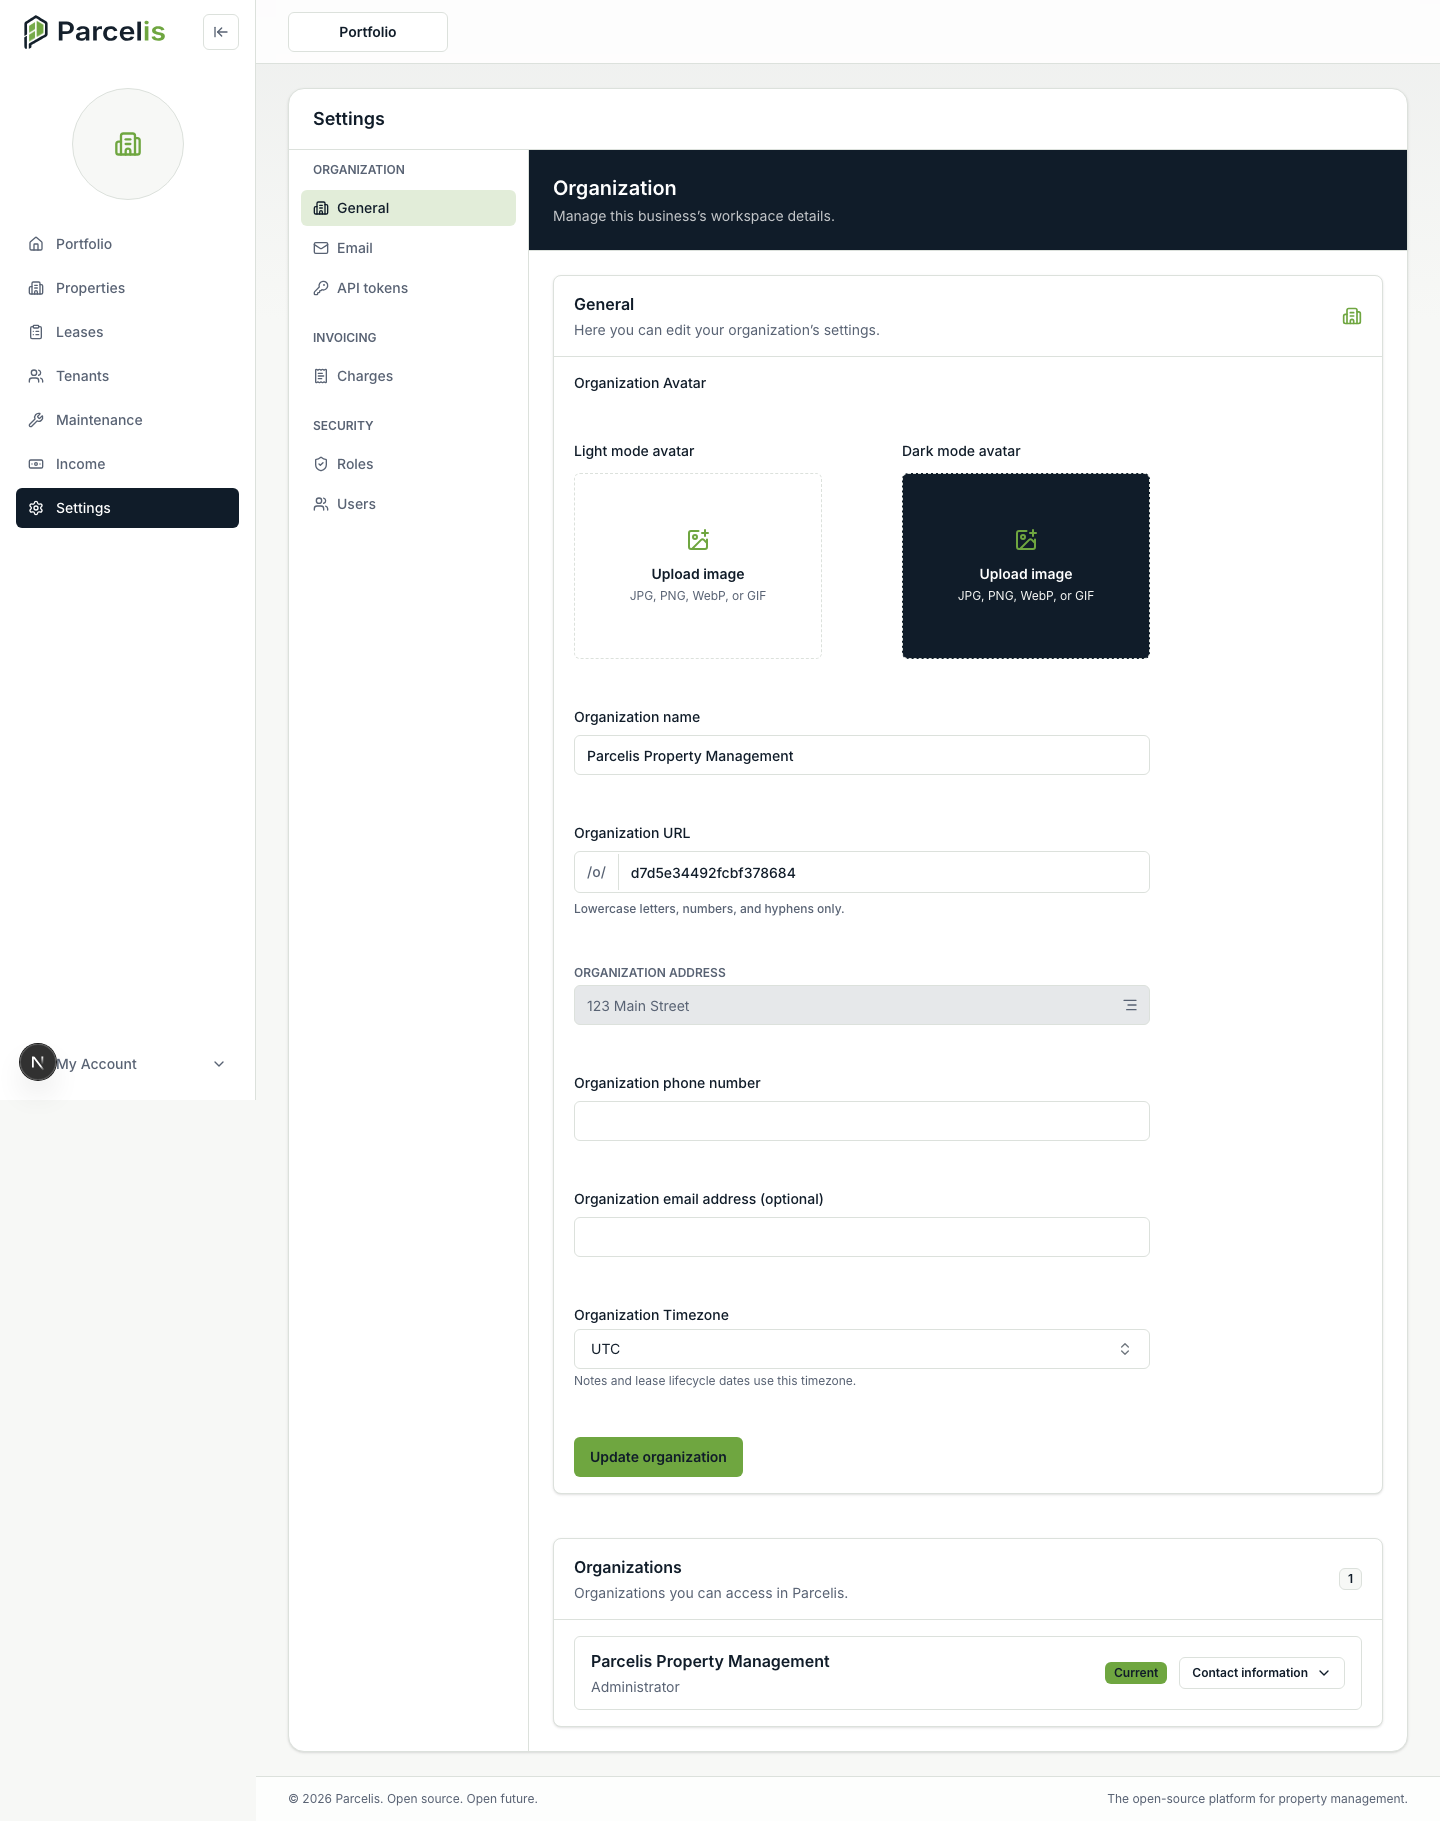 Parcelis
Portfolio
Properties
Leases
Tenants
Maintenance
Income
Settings
N
My Account
Portfolio
Settings
ORGANIZATION
General
Email
API tokens
INVOICING
Charges
SECURITY
Roles
Users
Organization
Manage this business’s workspace details.
General
Here you can edit your organization’s settings.
Organization Avatar
Light mode avatar
Upload image
JPG, PNG, WebP, or GIF
Dark mode avatar
Upload image
JPG, PNG, WebP, or GIF
Organization name
Parcelis Property Management
Organization URL
/o/ d7d5e34492fcbf378684
Lowercase letters, numbers, and hyphens only.
ORGANIZATION ADDRESS
123 Main Street
Organization phone number
Organization email address (optional)
Organization Timezone
UTC
Notes and lease lifecycle dates use this timezone.
Update organization
Organizations
Organizations you can access in Parcelis.
1
Parcelis Property Management
Administrator
Current
Contact information
© 2026 Parcelis. Open source. Open future.
The open-source platform for property management.